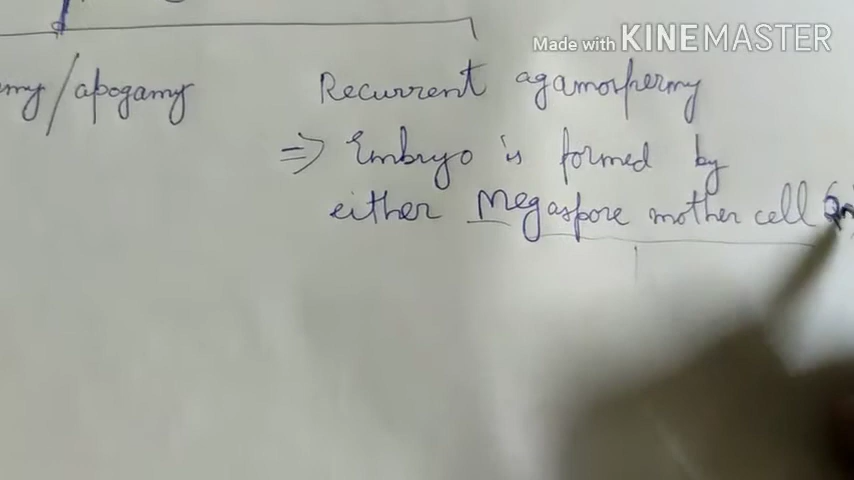 Made with KINEMASTER
my/apogamy
Recurrent agamospermy
⇒ Embryo is formed by
either Megaspore mother cell